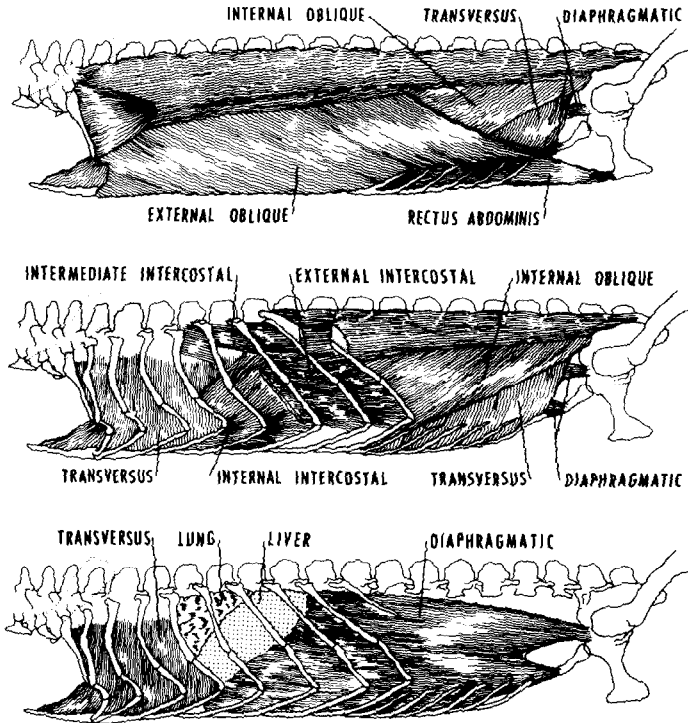 INTERNAL OBLIQUE TRANSVERSUS DIAPHRAGMATIC
EXTERNAL OBLIQUE RECTUS ABDOMINIS
INTERMEDIATE INTERCOSTAL EXTERNAL INTERCOSTAL INTERNAL OBLIQUE
TRANSVERSUS INTERNAL INTERCOSTAL TRANSVERSUS DIAPHRAGMATIC
TRANSVERSUS LUNG LIVER DIAPHRAGMATIC